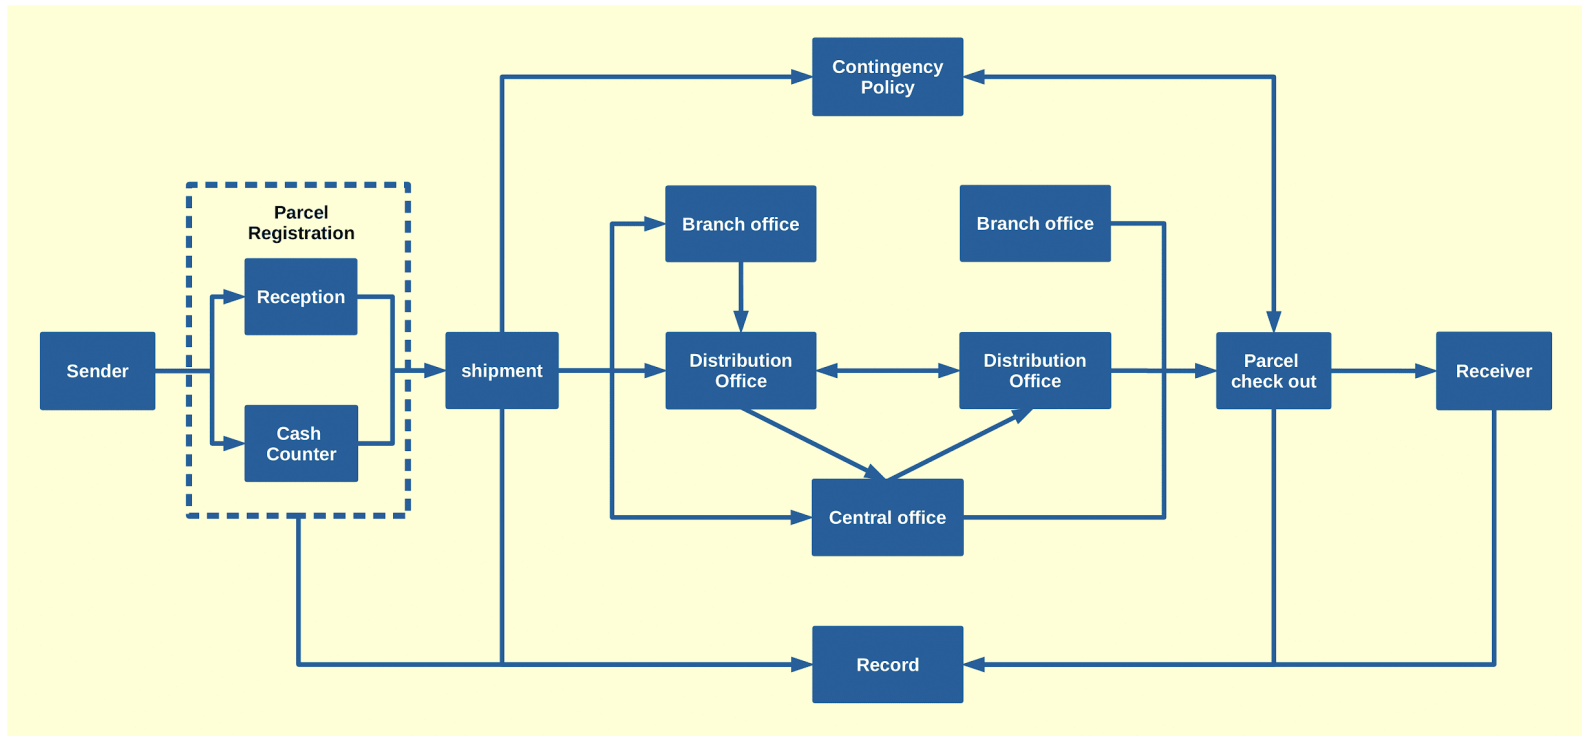 Contingency
Policy
Parcel
Registration
Branch office
Branch office
Reception
Sender
shipment
Distribution
Office
Distribution
Office
Parcel
check out
Receiver
Cash
Counter
Central office
Record